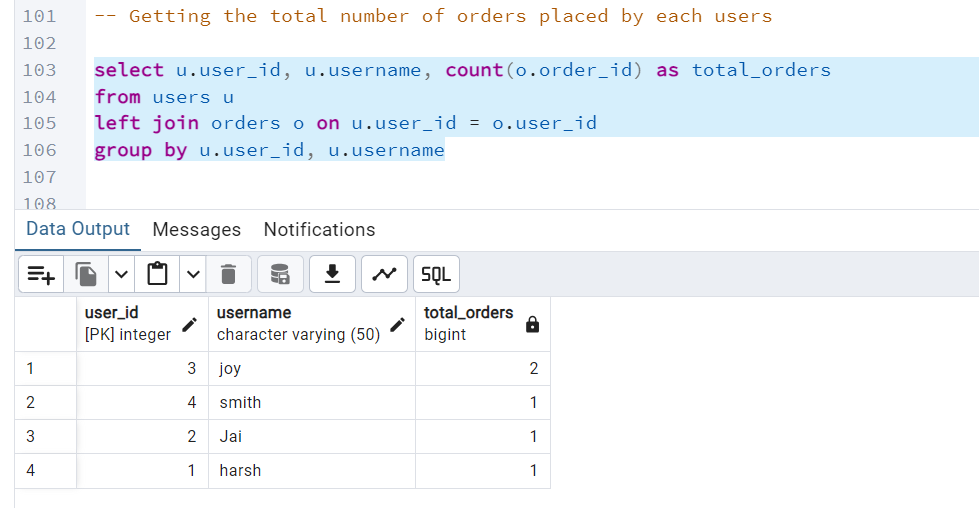 101 -- Getting the total number of orders placed by each users
102
103 select u.user_id, u.username, count(o.order_id) as total_orders
104 from users u
105 left join orders o on u.user_id = o.user_id
106 group by u.user_id, u.username
107
108
Data Output Messages Notifications
SQL
user_id username total_orders
[PK] integer character varying (50) bigint
1 3 joy 2
2 4 smith 1
3 2 Jai 1
4 1 harsh 1